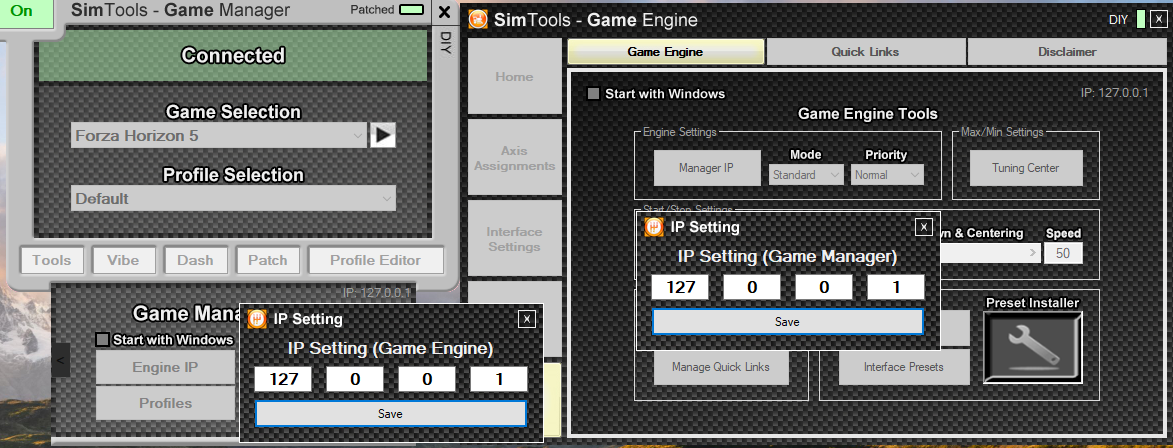 On
SimTools - Game Manager
Patched
DIY
Connected
Game Selection
Forza Horizon 5
Profile Selection
Default
Tools
Vibe
Dash
Patch
Profile Editor
IP: 127.0.0.1
Game Mana
Start with Windows
<
Engine IP
Profiles
IP Setting
IP Setting (Game Engine)
127 0 0 1
Save
SimTools - Game Engine
DIY
Game Engine
Quick Links
Disclaimer
Home
Axis
Assignments
Interface
Settings
Start with Windows
IP: 127.0.0.1
Game Engine Tools
Engine Settings
Manager IP
Mode
Standard
Priority
Normal
Max/Min Settings
Tuning Center
Start/Stop Settings
IP Setting
IP Setting (Game Manager)
127 0 0 1
Save
n & Centering
>
Speed
50
Manage Quick Links
Interface Presets
Preset Installer